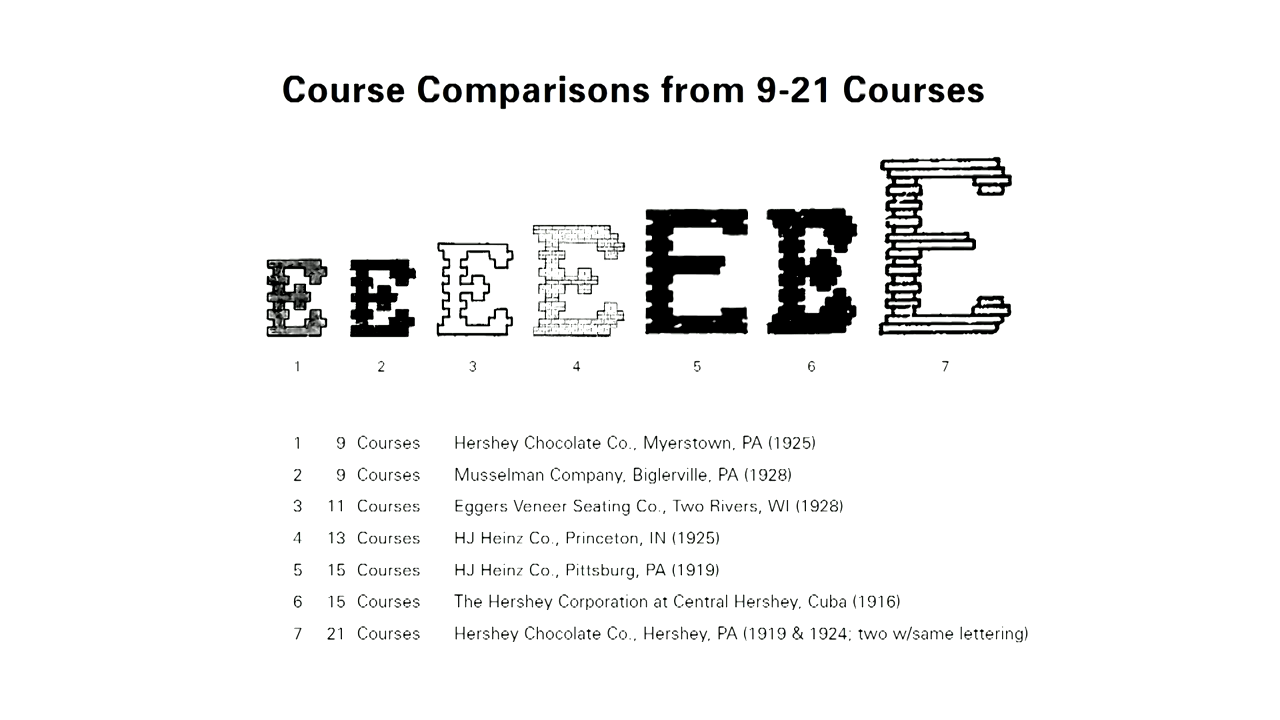 Course Comparisons from 9-21 Courses
E E E E E E E
1 2 3 4 5 6 7
1 9 Courses Hershey Chocolate Co., Myerstown, PA (1925)
2 9 Courses Musselman Company, Biglerville, PA (1928)
3 11 Courses Eggers Veneer Seating Co., Two Rivers, WI (1928)
4 13 Courses HJ Heinz Co., Princeton, IN (1925)
5 15 Courses HJ Heinz Co., Pittsburg, PA (1919)
6 15 Courses The Hershey Corporation at Central Hershey, Cuba (1916)
7 21 Courses Hershey Chocolate Co., Hershey, PA (1919 & 1924; two w/same lettering)